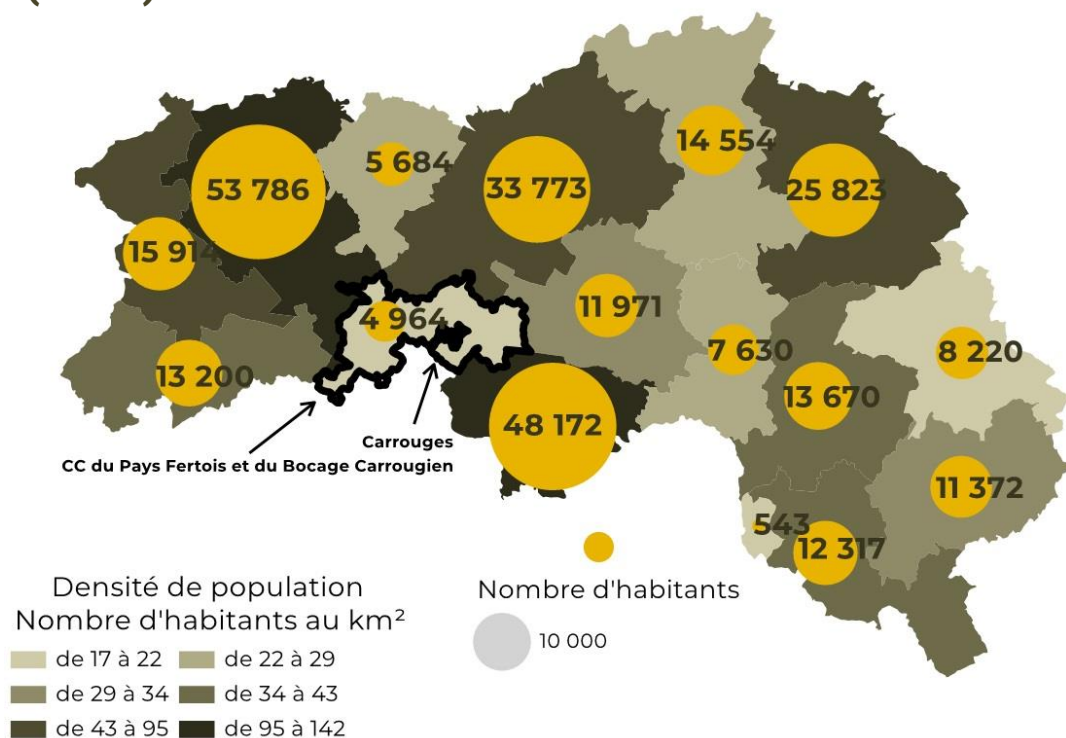 14 554
5 684
53 786
33 773
25 823
15 914
11 971
4 964
7 630
8 220
13 200
13 670
48 172
Carrouges
CC du Pays Fertois et du Bocage Carrougien
11 372
543
12 317
Densité de population
Nombre d'habitants au km²
de 17 à 22
de 22 à 29
de 29 à 34
de 34 à 43
de 43 à 95
de 95 à 142
Nombre d'habitants
10 000